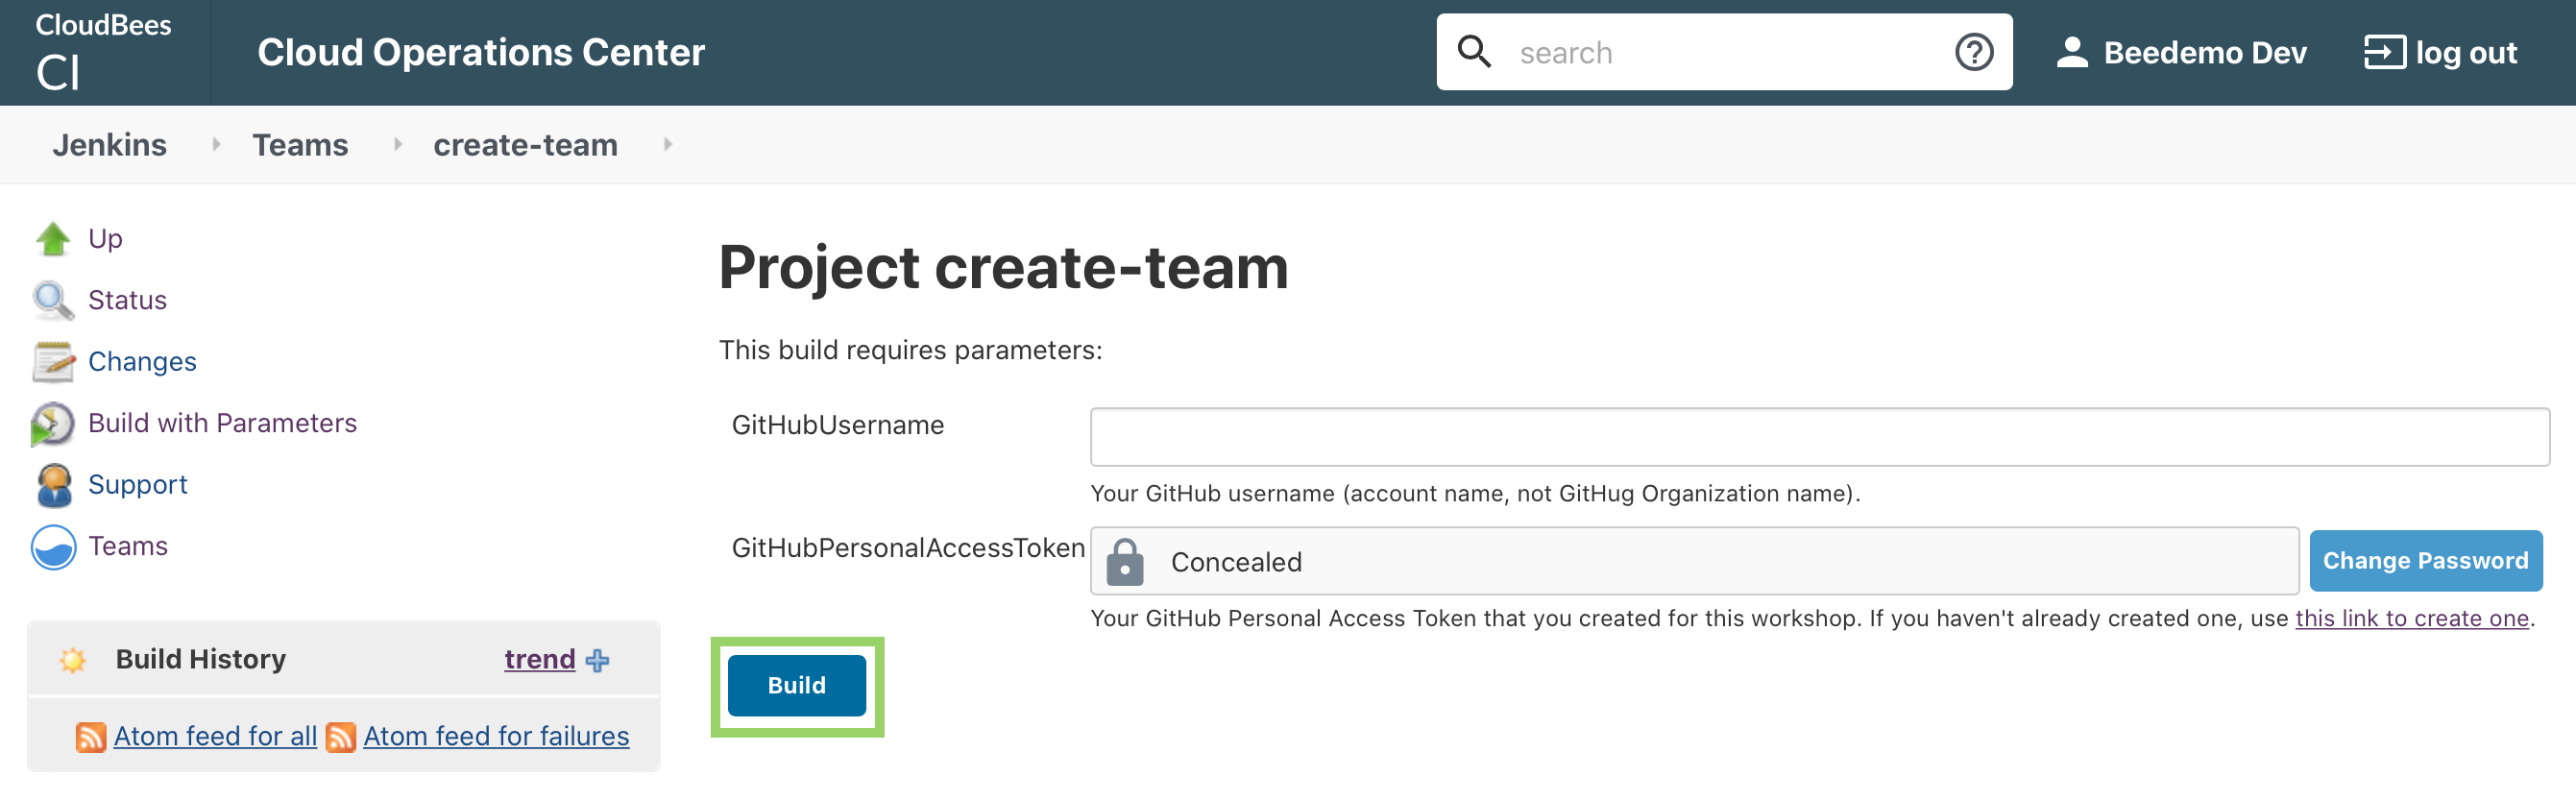 CloudBees
CI
Cloud Operations Center
search
Beedemo Dev
log out
Jenkins
Teams
create-team
Up
Status
Changes
Build with Parameters
Support
Teams
Build History
trend
Atom feed for all
Atom feed for failures
Project create-team
This build requires parameters:
GitHubUsername
Your GitHub username (account name, not GitHug Organization name).
GitHubPersonalAccessToken
Concealed
Change Password
Your GitHub Personal Access Token that you created for this workshop. If you haven't already created one, use this link to create one.
Build